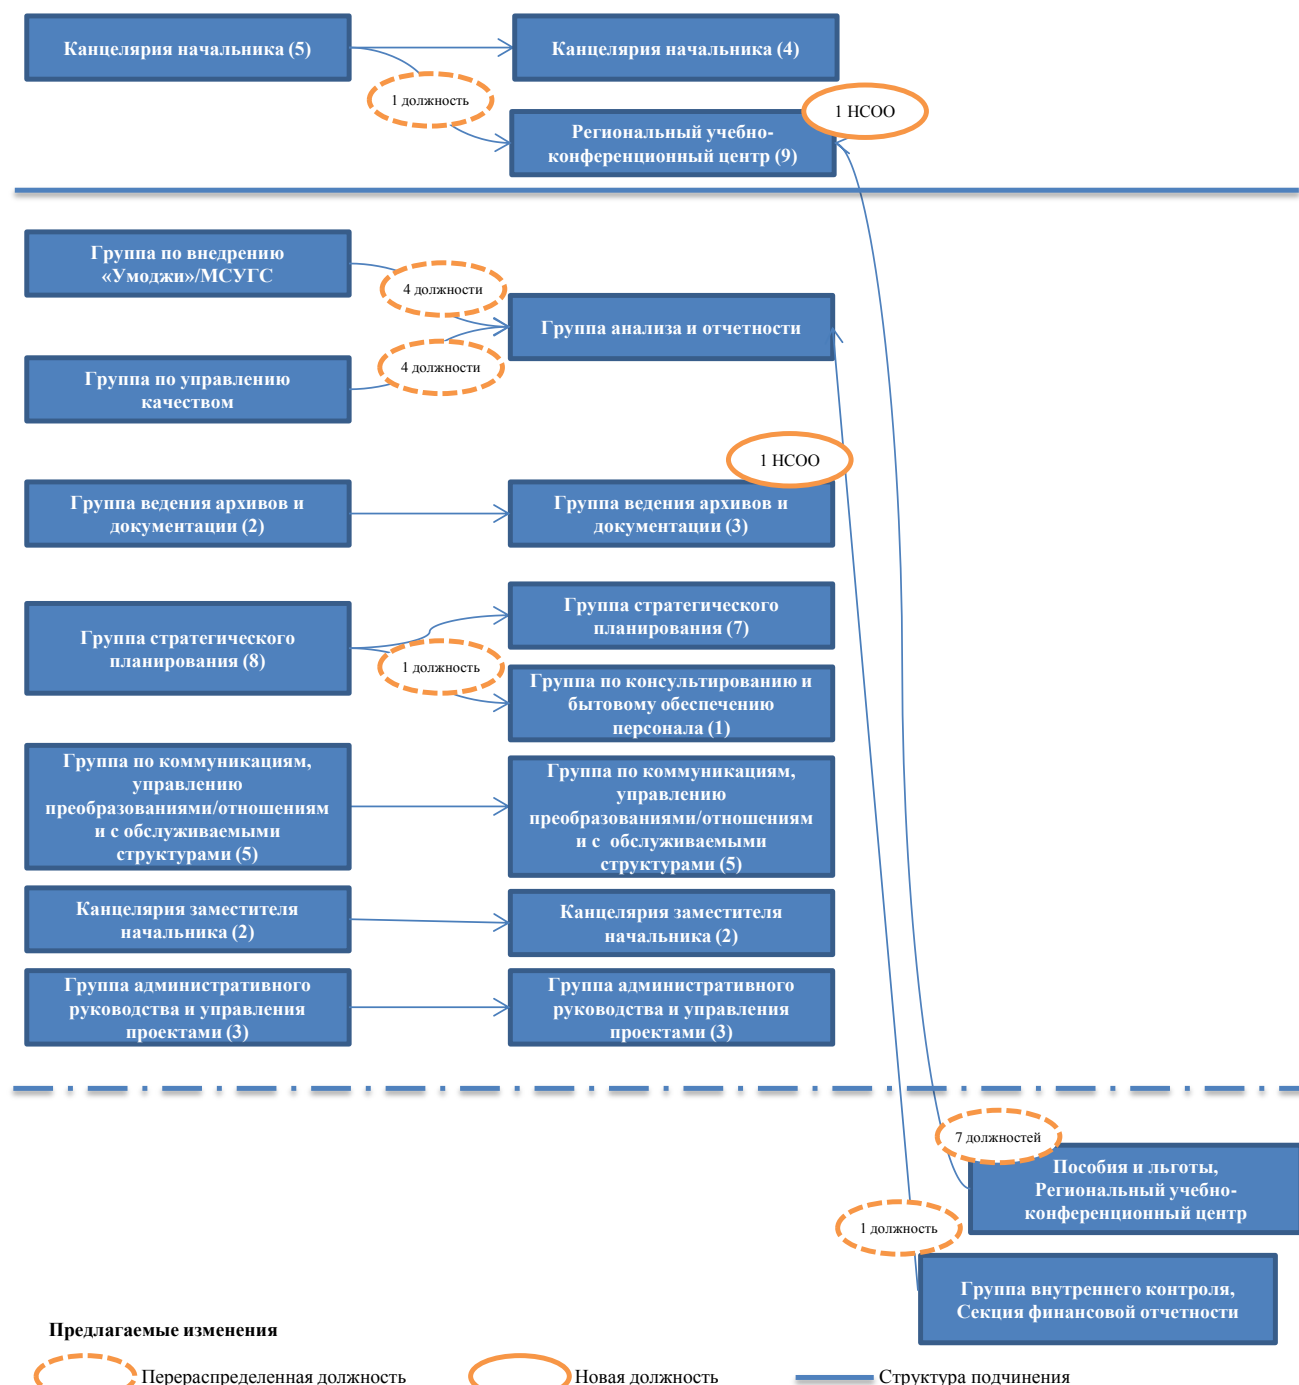 Канцелярия начальника (5)
Канцелярия начальника (4)
1 должность
1 НСОО
Региональный учебно-
конференционный центр (9)
Группа по внедрению
«Умоджи»/МСУГС
4 должности
Группа анализа и отчетности
4 должности
Группа по управлению
качеством
1 НСОО
Группа ведения архивов и
документации (2)
Группа ведения архивов и
документации (3)
Группа стратегического
планирования (8)
Группа стратегического
планирования (7)
1 должность
Группа по консультированию и
бытовому обеспечению
персонала (1)
Группа по коммуникациям,
управлению
преобразованиями/отношениям
и с обслуживаемыми
структурами (5)
Группа по коммуникациям,
управлению
преобразованиями/отношениям
и с  обслуживаемыми
структурами (5)
Канцелярия заместителя
начальника (2)
Канцелярия заместителя
начальника (2)
Группа административного
руководства и управления
проектами (3)
Группа административного
руководства и управления
проектами (3)
7 должностей
Пособия и льготы,
Региональный учебно-
конференционный центр
1 должность
Группа внутреннего контроля,
Секция финансовой отчетности
Предлагаемые изменения
Перераспределенная должность
Новая должность
Структура подчинения